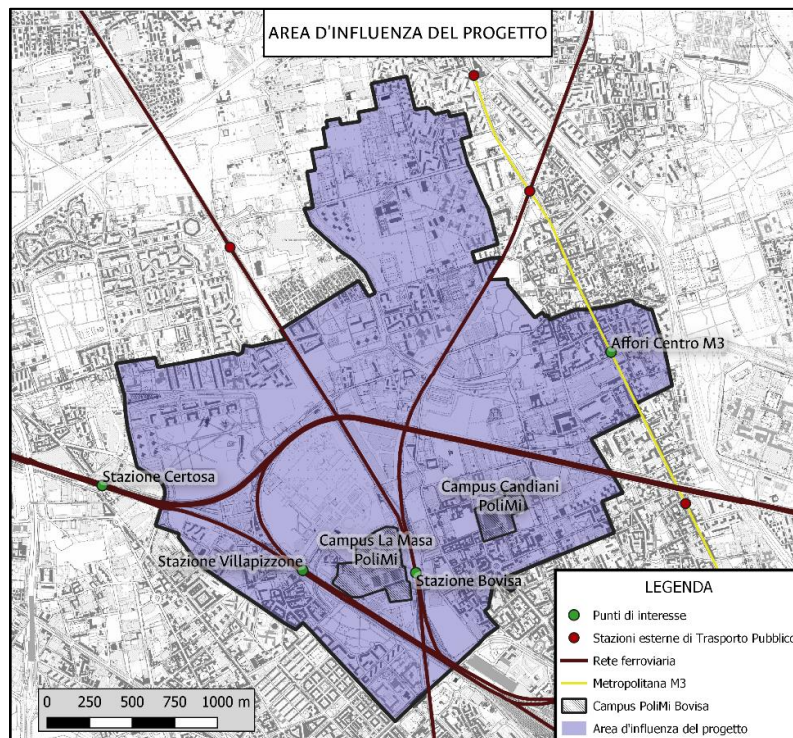 AREA D'INFLUENZA DEL PROGETTO
Affori Centro M3
Stazione Certosa
Campus Candiani
PoliMi
Campus La Masa
PoliMi
Stazione Villapizzone
Stazione Bovisa
LEGENDA
Punti di interesse
Stazioni esterne di Trasporto Pubblico
Rete ferroviaria
Metropolitana M3
Campus PoliMi Bovisa
Area d'influenza del progetto
0 250 500 750 1000 m